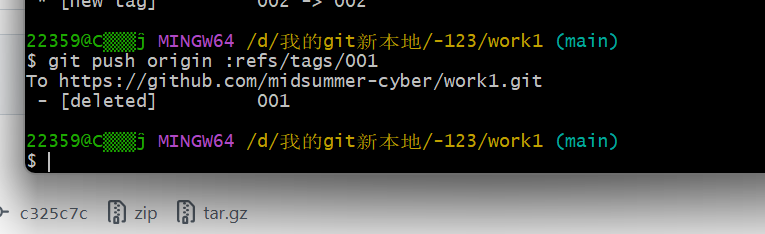 * [new tag] 002 -> 002
22359@C▒▒▒ĵ MINGW64 /d/我的git新本地/-123/work1 (main)
$ git push origin :refs/tags/001
To https://github.com/midsummer-cyber/work1.git
- [deleted] 001
22359@C▒▒▒ĵ MINGW64 /d/我的git新本地/-123/work1 (main)
$
c325c7c zip tar.gz